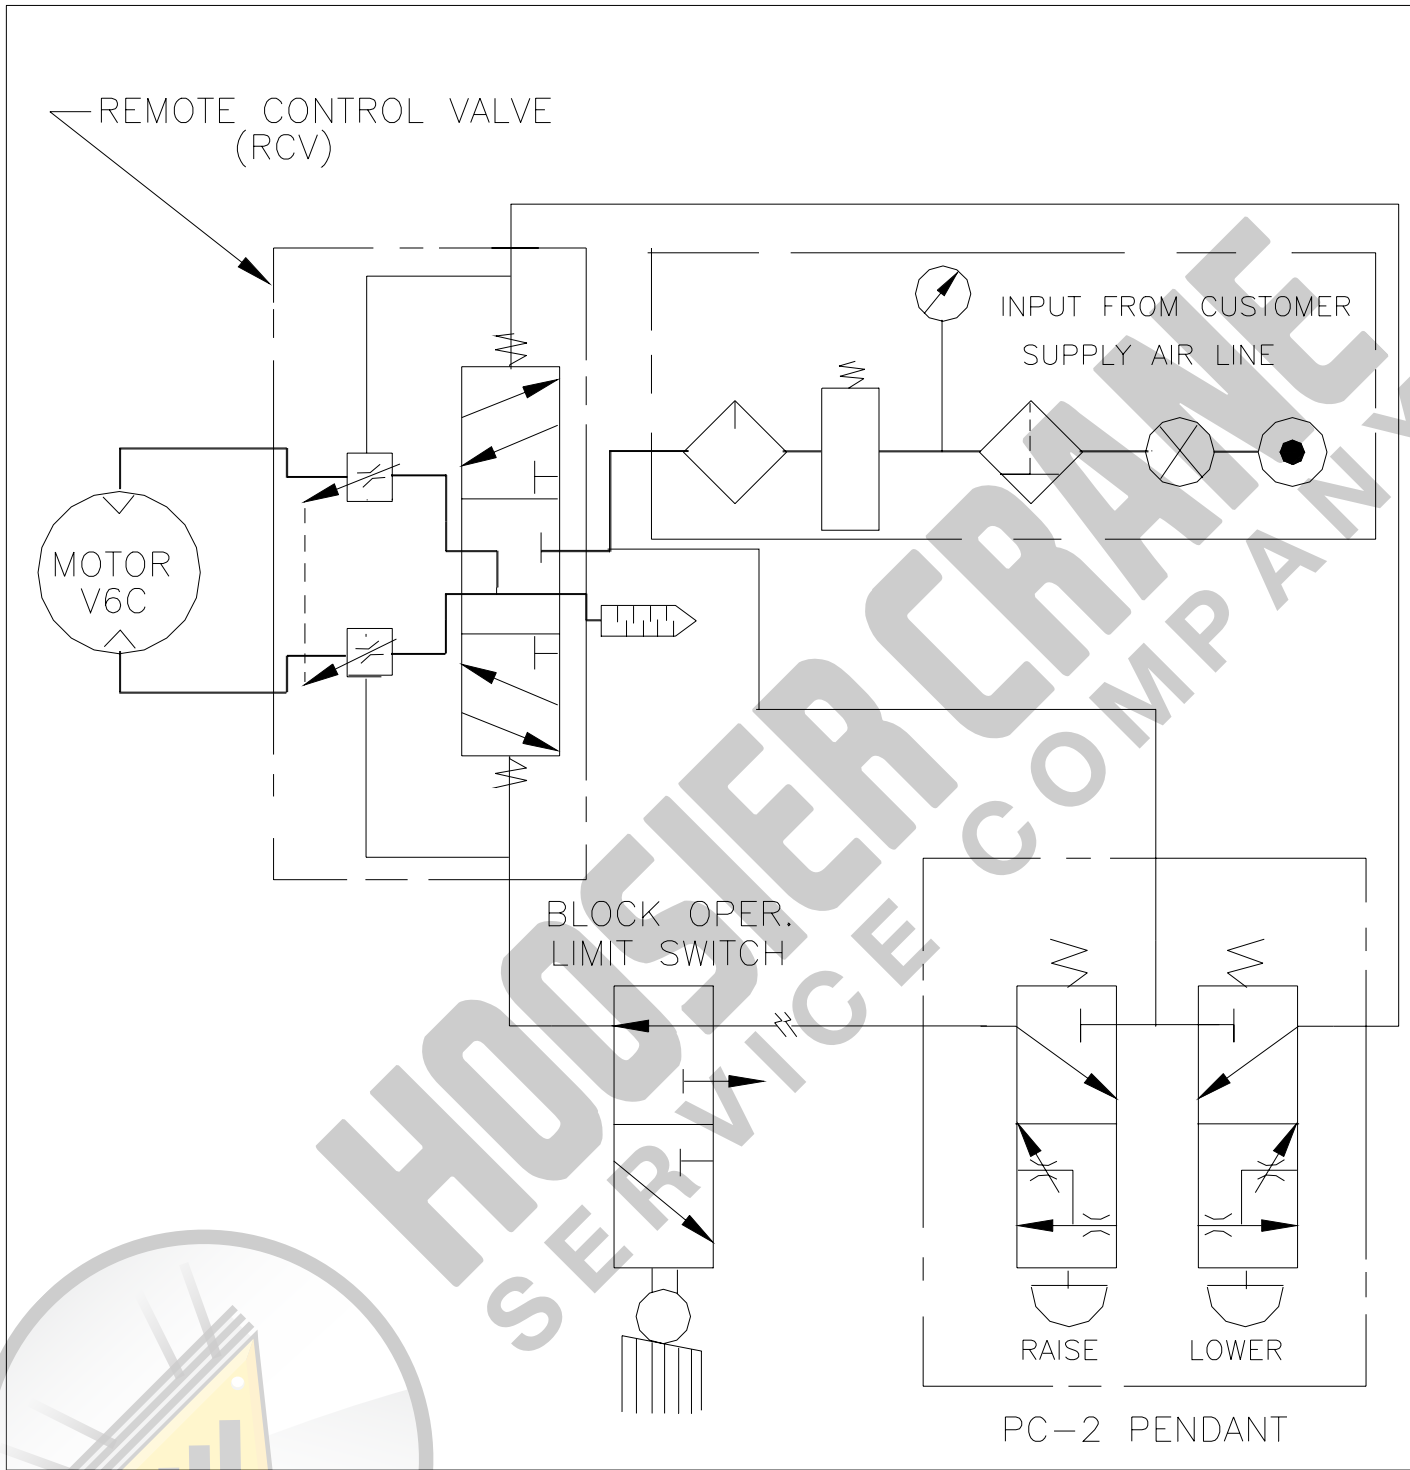 REMOTE CONTROL VALVE
(RCV)
INPUT FROM CUSTOMER
SUPPLY AIR LINE
MOTOR
V6C
BLOCK OPER.
LIMIT SWITCH
RAISE
LOWER
PC-2 PENDANT
HOOSIER CRANE
SERVICE COMPANY